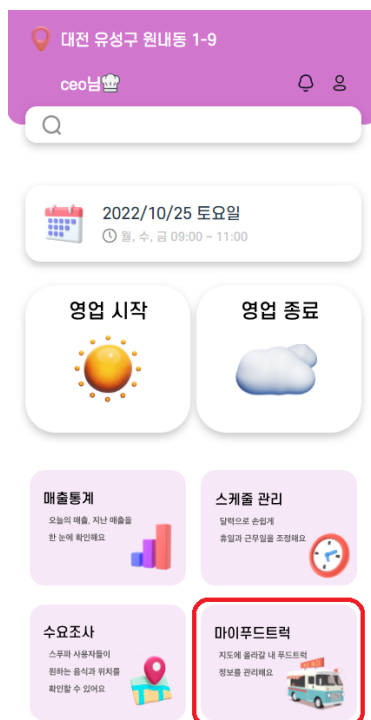 대전 유성구 원내동 1-9
ceo님
2022/10/25 토요일
월, 수, 금 09:00 ~ 11:00
영업 시작
영업 종료
매출통계
오늘의 매출, 지난 매출을
한 눈에 확인해요
스케줄 관리
달력으로 손쉽게
휴일과 근무일을 조정해요
수요조사
스푸파 사용자들이
원하는 음식과 위치를
확인할 수 있어요
마이푸드트럭
지도에 올라갈 내 푸드트럭
정보를 관리해요